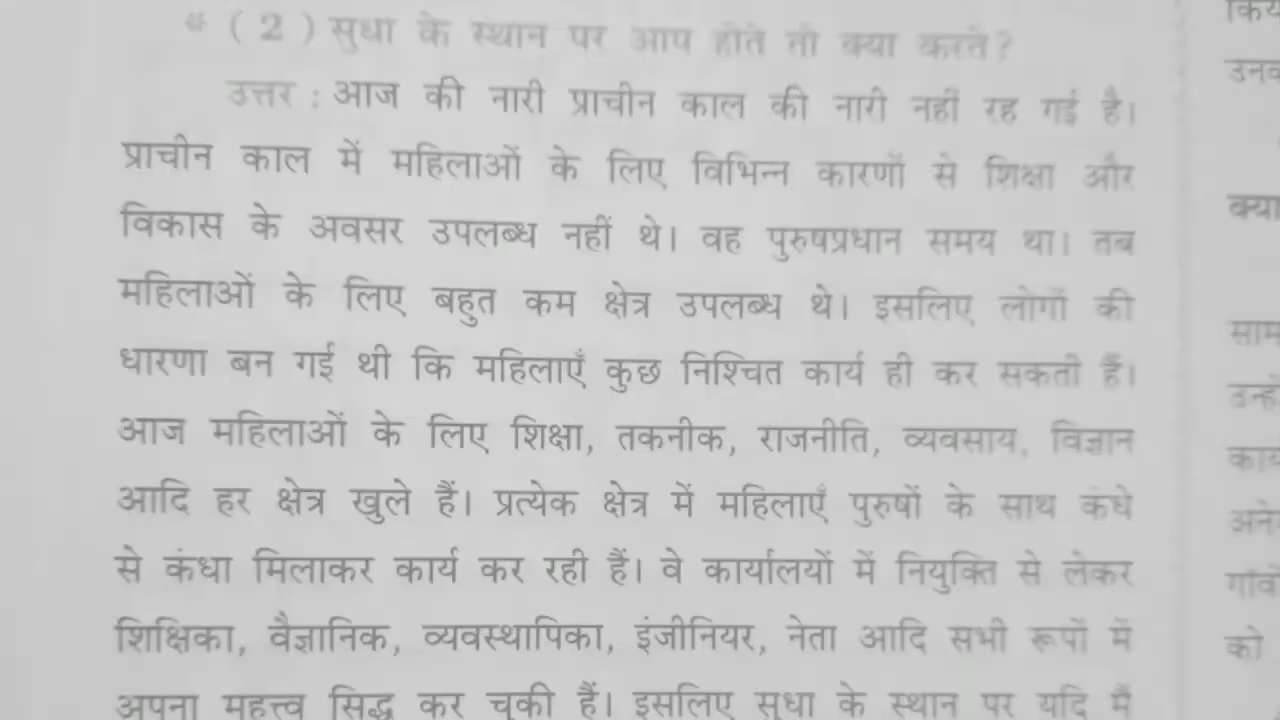 (2) सुधा के स्थान पर आप होते तो क्या करते?
उत्तर : आज की नारी प्राचीन काल की नारी नहीं रह गई है।
प्राचीन काल में महिलाओं के लिए विभिन्न कारणों से शिक्षा और
विकास के अवसर उपलब्ध नहीं थे। वह पुरुषप्रधान समय था। तब
महिलाओं के लिए बहुत कम क्षेत्र उपलब्ध थे। इसलिए लोगों की
धारणा बन गई थी कि महिलाएँ कुछ निश्चित कार्य ही कर सकती हैं।
आज महिलाओं के लिए शिक्षा, तकनीक, राजनीति, व्यवसाय, विज्ञान
आदि हर क्षेत्र खुले हैं। प्रत्येक क्षेत्र में महिलाएँ पुरुषों के साथ कंधे
से कंधा मिलाकर कार्य कर रही हैं। वे कार्यालयों में नियुक्ति से लेकर
शिक्षिका, वैज्ञानिक, व्यवस्थापिका, इंजीनियर, नेता आदि सभी रूपों में
अपना महत्त्व सिद्ध कर चुकी हैं। इसलिए सुधा के स्थान पर यदि मैं
क्या
को